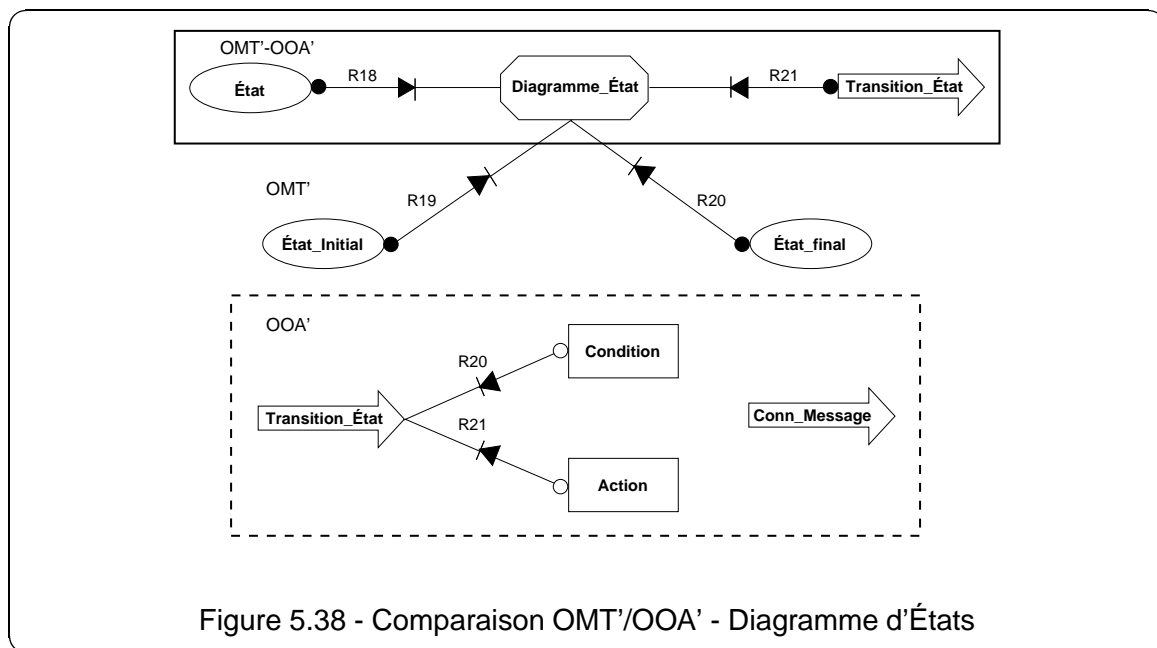 OMT’-OOA’
État
R18
Diagramme_État
R21
Transition_État
OMT’
R19
R20
État_Initial
État_final
OOA’
R20
Condition
Transition_État
R21
Conn_Message
Action
Figure 5.38 - Comparaison OMT’/OOA’ - Diagramme d’États